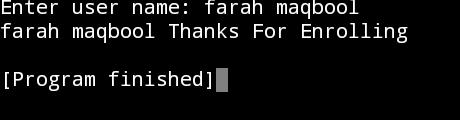 Enter user name: farah maqbool
farah maqbool Thanks For Enrolling
[Program finished]